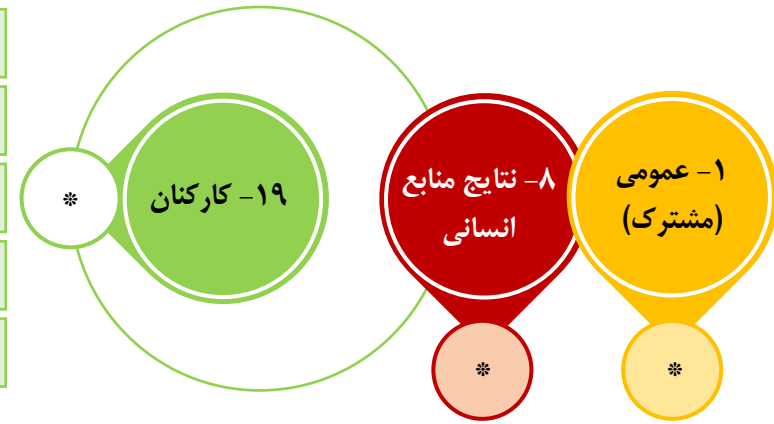 ۱- عمومی
(مشترک)
*
۸- نتایج منابع
انسانی
*
۱۹- کارکنان
*